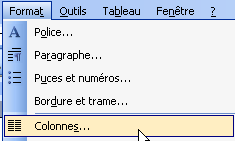 Format Outils Tableau Fenêtre ?
Police...
Paragraphe...
Puces et numéros...
Bordure et trame...
Colonnes...